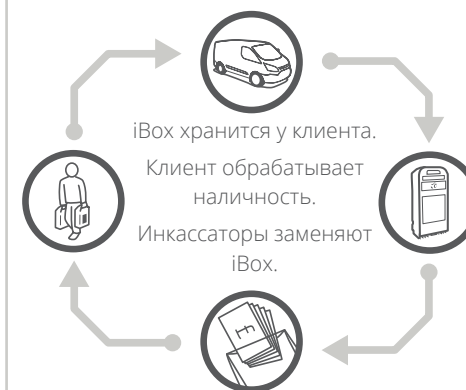 iBox хранится у клиента.
Клиент обрабатывает
наличность.
Инкассаторы заменяют
iBox.
£